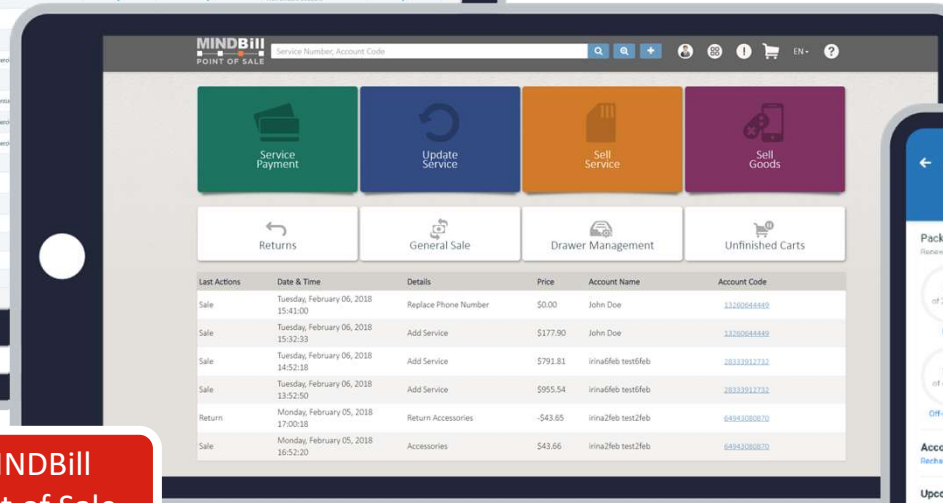 MINDBill
POINT OF SALE
Service Number, Account Code
EN
?
Service
Payment
Update
Service
Sell
Service
Sell
Goods
Returns
General Sale
Drawer Management
Unfinished Carts
Last Actions Date & Time Details Price Account Name Account Code
Sale Tuesday, February 06, 2018 15:41:00 Replace Phone Number $0.00 John Doe 13260644449
Sale Tuesday, February 06, 2018 15:32:33 Add Service $177.90 John Doe 13260644449
Sale Tuesday, February 06, 2018 14:52:18 Add Service $791.81 irina6feb test6feb 28333912732
Sale Tuesday, February 06, 2018 13:52:50 Add Service $955.54 irina6feb test6feb 28333912732
Return Monday, February 05, 2018 17:00:18 Return Accessories -$43.65 irina2feb test2feb 64943080870
Sale Monday, February 05, 2018 16:52:20 Accessories $43.66 irina2feb test2feb 64943080870
INDBill
t of Sale
Pack
Off-
Acco
Recha
Upco